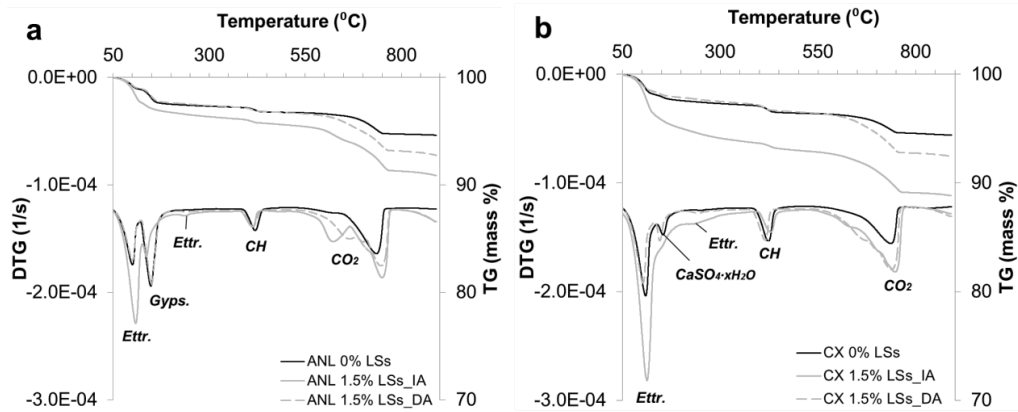 a
Temperature (⁰C)
50 300 550 800
0.0E+00
-1.0E-04
-2.0E-04
-3.0E-04
DTG (1/s)
100
90
80
70
TG (mass %)
Ettr.
Gyps.
Ettr.
CH
CO₂
ANL 0% LSs
ANL 1.5% LSs_IA
ANL 1.5% LSs_DA
b
Temperature (⁰C)
50 300 550 800
0.0E+00
-1.0E-04
-2.0E-04
-3.0E-04
DTG (1/s)
100
90
80
70
TG (mass %)
Ettr.
CaSO₄·xH₂O
Ettr.
CH
CO₂
CX 0% LSs
CX 1.5% LSs_IA
CX 1.5% LSs_DA